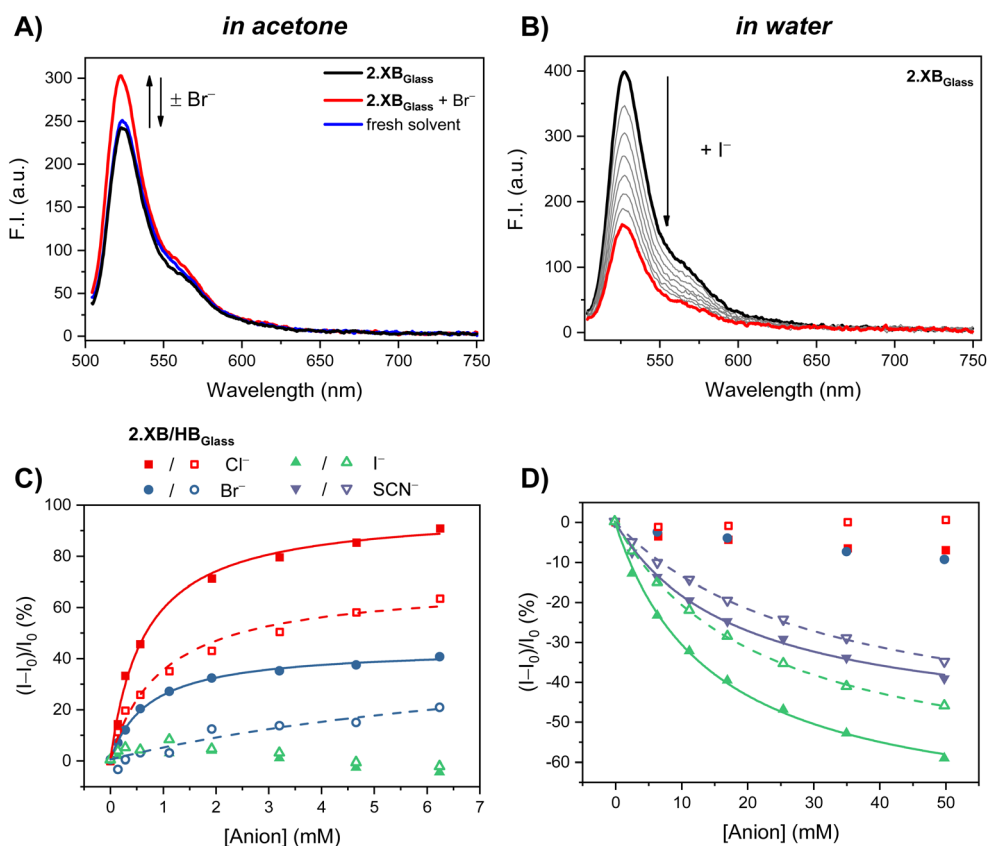 A)
in acetone
F.I. (a.u.)
300
250
200
150
100
50
0
± Br⁻
2.XB_Glass
2.XB_Glass + Br⁻
fresh solvent
500 550 600 650 700 750
Wavelength (nm)
B)
in water
F.I. (a.u.)
400
300
200
100
0
+ I⁻
2.XB_Glass
550 600 650 700 750
Wavelength (nm)
2.XB/HB_Glass
/ Cl⁻ / I⁻
/ Br⁻ / SCN⁻
C)
(I–I₀)/I₀ (%)
100
80
60
40
20
0
0 1 2 3 4 5 6 7
[Anion] (mM)
D)
(I–I₀)/I₀ (%)
0
-10
-20
-30
-40
-50
-60
0 10 20 30 40 50
[Anion] (mM)